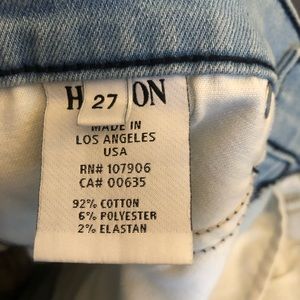 H 27 ON
MADE IN
LOS ANGELES
USA
RN# 107906
CA# 00635
92% COTTON
6% POLYESTER
2% ELASTAN